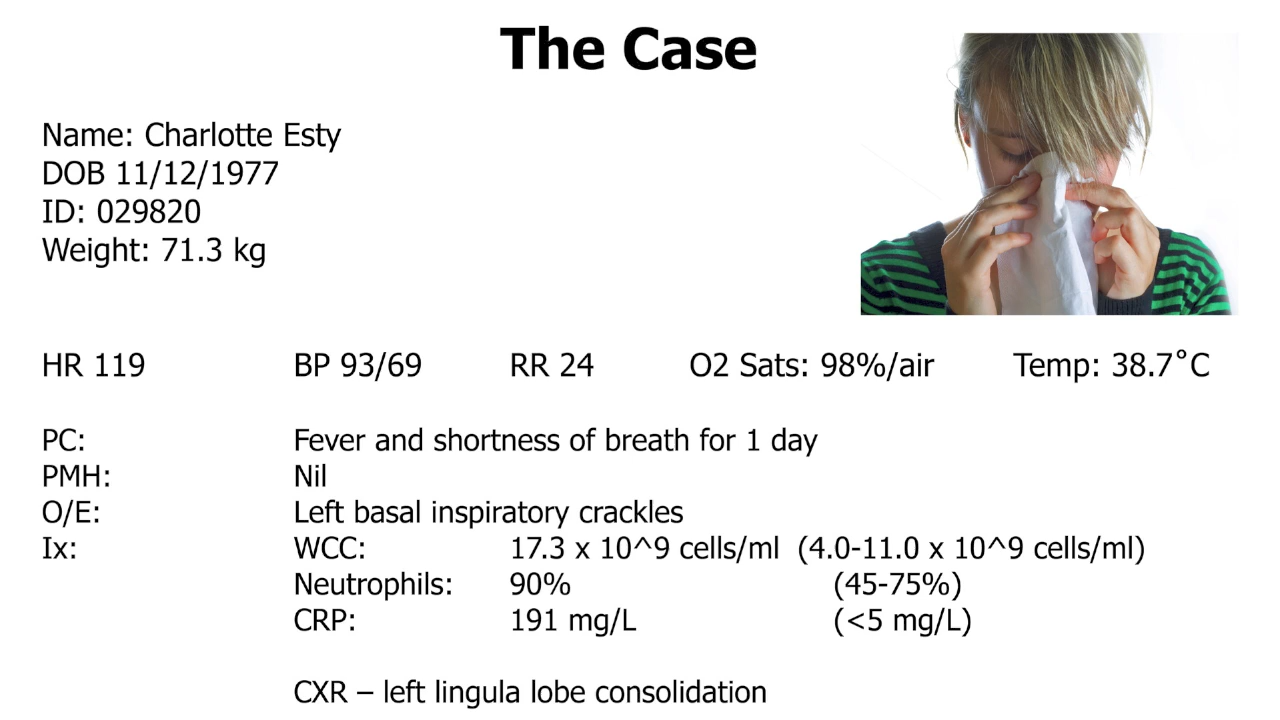 The Case
Name: Charlotte Esty
DOB 11/12/1977
ID: 029820
Weight: 71.3 kg
HR 119 BP 93/69 RR 24 O2 Sats: 98%/air Temp: 38.7˚C
PC: Fever and shortness of breath for 1 day
PMH: Nil
O/E: Left basal inspiratory crackles
Ix: WCC: 17.3 x 10^9 cells/ml (4.0-11.0 x 10^9 cells/ml)
Neutrophils: 90% (45-75%)
CRP: 191 mg/L (<5 mg/L)
CXR – left lingula lobe consolidation